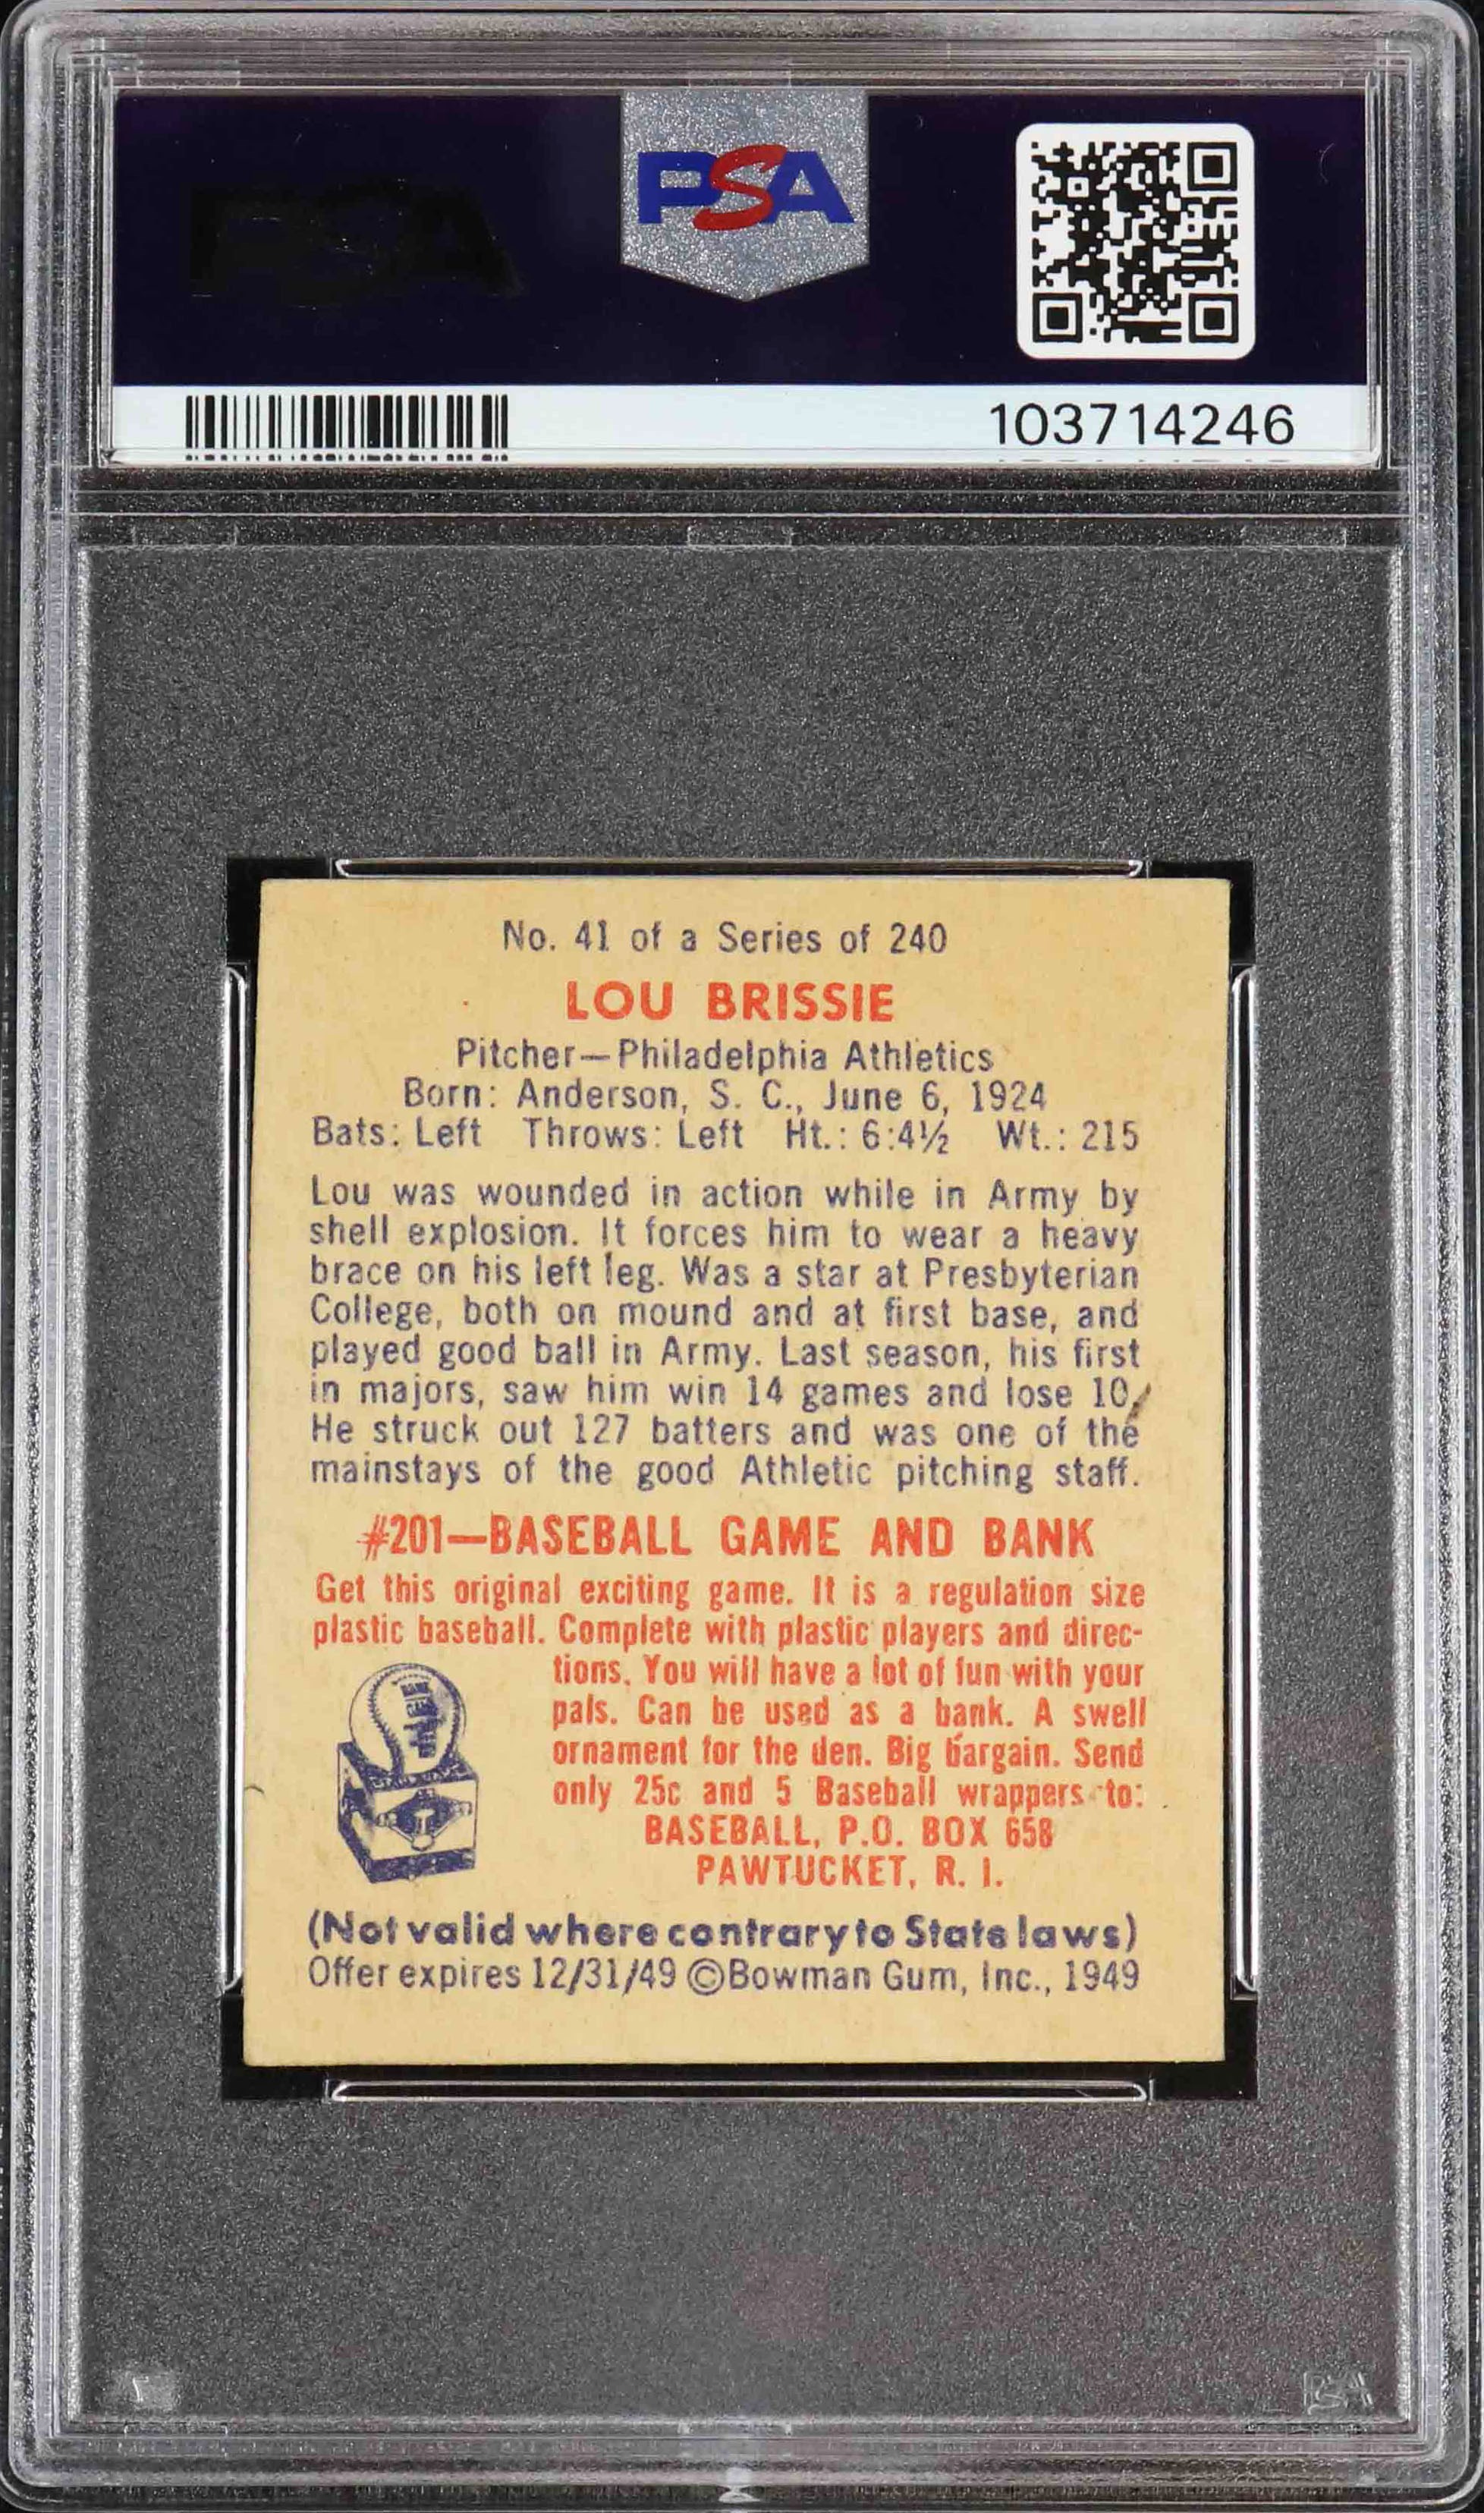 PSA
103714246
No. 41 of a Series of 240
LOU BRISSIE
Pitcher—Philadelphia Athletics
Born: Anderson, S. C., June 6, 1924
Bats: Left Throws: Left Ht.: 6:4½ Wt.: 215
Lou was wounded in action while in Army by
shell explosion. It forces him to wear a heavy
brace on his left leg. Was a star at Presbyterian
College, both on mound and at first base, and
played good ball in Army. Last season, his first
in majors, saw him win 14 games and lose 10.
He struck out 127 batters and was one of the
mainstays of the good Athletic pitching staff.
#201—BASEBALL GAME AND BANK
Get this original exciting game. It is a regulation size
plastic baseball. Complete with plastic players and direc-
tions. You will have a lot of fun with your
pals. Can be used as a bank. A swell
ornament for the den. Big bargain. Send
only 25c and 5 Baseball wrappers to:
BASEBALL, P.O. BOX 658
PAWTUCKET, R. I.
(Not valid where contrary to State laws)
Offer expires 12/31/49 ©Bowman Gum, Inc., 1949
PSA